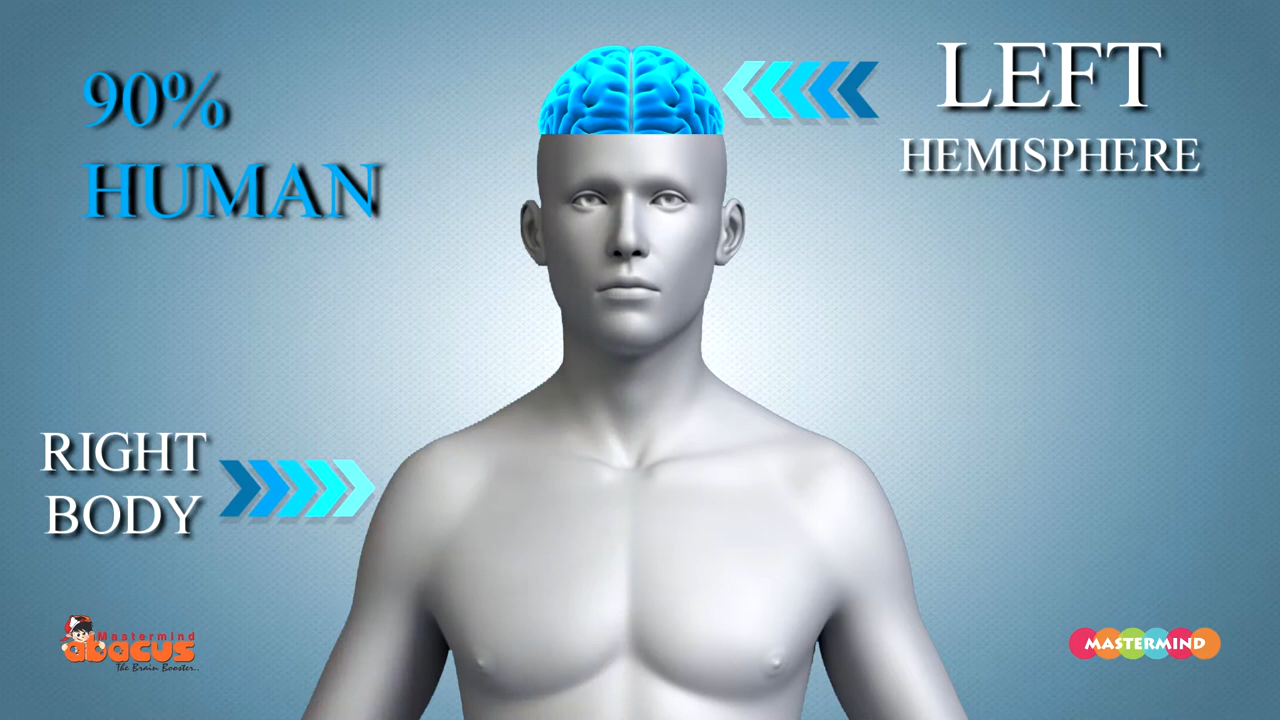 90%
HUMAN
LEFT
HEMISPHERE
RIGHT
BODY
Mastermind
abacus
The Brain Booster..
MASTERMIND